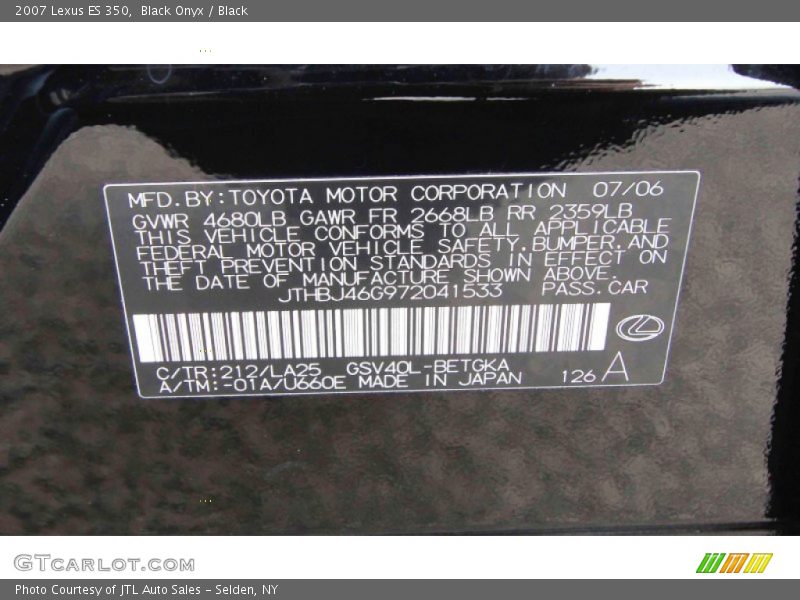 2007 Lexus ES 350,  Black Onyx / Black
MFD.BY:TOYOTA MOTOR CORPORATION 07/06
GVWR 4680LB GAWR FR 2668LB RR 2359LB
THIS VEHICLE CONFORMS TO ALL APPLICABLE
FEDERAL MOTOR VEHICLE SAFETY.BUMPER.AND
THEFT PREVENTION STANDARDS IN EFFECT ON
THE DATE OF MANUFACTURE SHOWN ABOVE.
JTHBJ46G972041533 PASS.CAR
C/TR:212/LA25 GSV40L-BETGKA
A/TM:-01A/U660E MADE IN JAPAN 126 A
GTCARLOT.COM
Photo Courtesy of JTL Auto Sales - Selden, NY